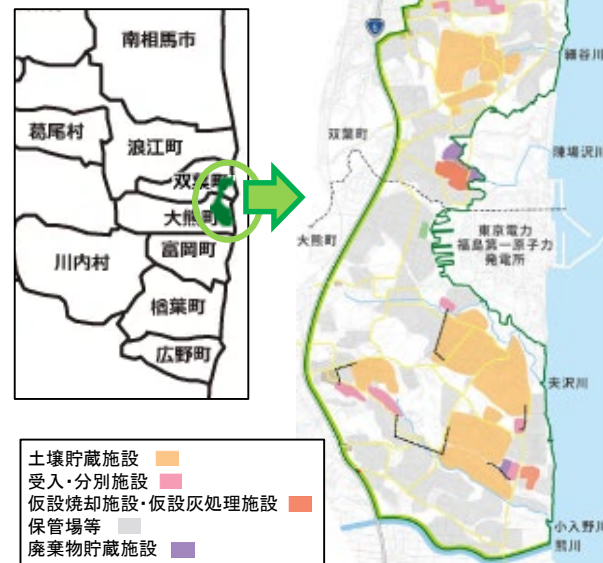 南相馬市
葛尾村
浪江町
双葉町
大熊町
富岡町
川内村
楢葉町
広野町
6
細谷川
双葉町
陳場沢川
大熊町
東京電力
福島第一原子力
発電所
夫沢川
小入野川
熊川
土壌貯蔵施設
受入・分別施設
仮設焼却施設・仮設灰処理施設
保管場等
廃棄物貯蔵施設